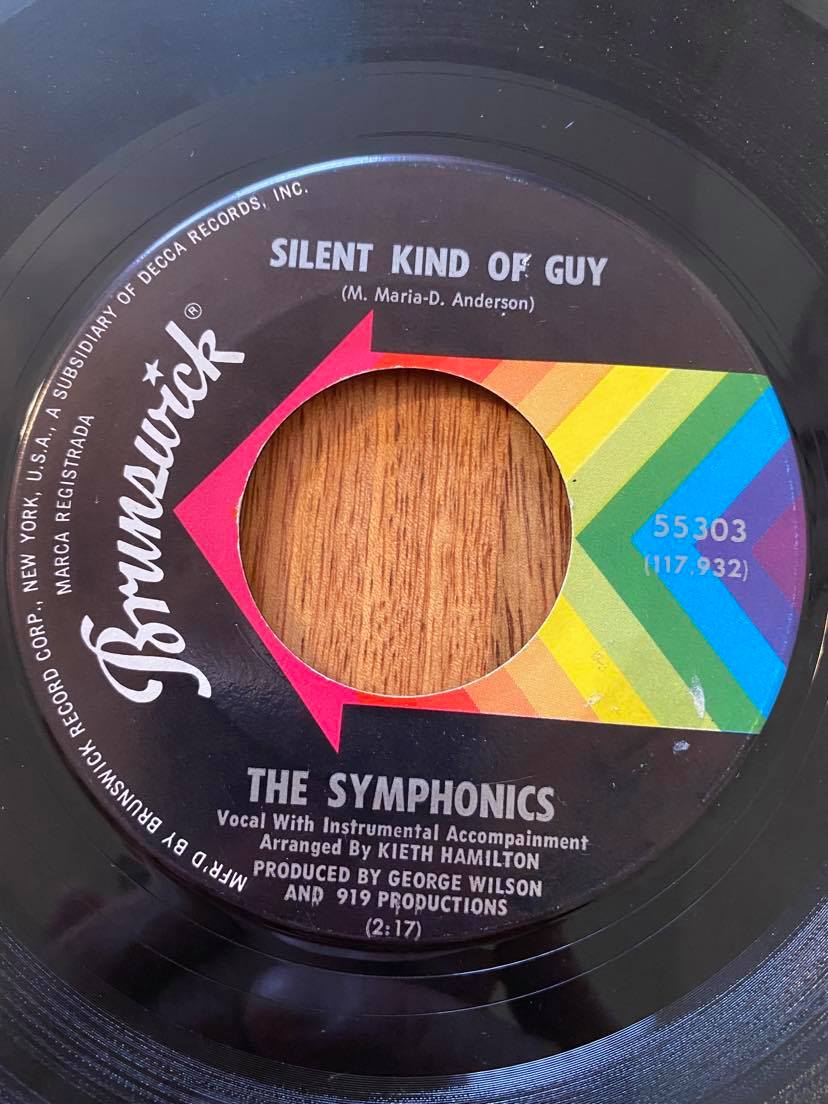 SILENT KIND OF GUY
(M. Maria-D. Anderson)
Brunswick®
MARCA REGISTRADA
MFR'D BY BRUNSWICK RECORD CORP., NEW YORK, U.S.A., A SUBSIDIARY OF DECCA RECORDS, INC.
55303
(117,932)
THE SYMPHONICS
Vocal With Instrumental Accompainment
Arranged By KIETH HAMILTON
PRODUCED BY GEORGE WILSON
AND 919 PRODUCTIONS
(2:17)